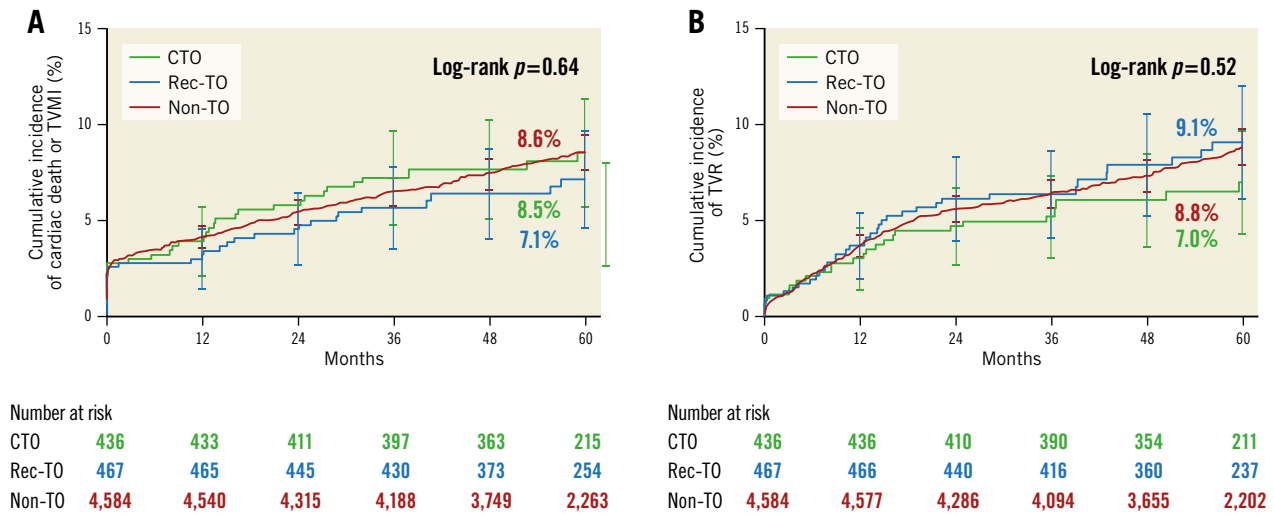 A
Cumulative incidence
of cardiac death or TVMI (%)
15
10
5
0
CTO
Rec-TO
Non-TO
Log-rank p=0.64
8.6%
8.5%
7.1%
0 12 24 36 48 60
Months
Number at risk
CTO 436 433 411 397 363 215
Rec-TO 467 465 445 430 373 254
Non-TO 4,584 4,540 4,315 4,188 3,749 2,263
B
Cumulative incidence
of TVR (%)
15
10
5
0
CTO
Rec-TO
Non-TO
Log-rank p=0.52
9.1%
8.8%
7.0%
0 12 24 36 48 60
Months
Number at risk
CTO 436 436 410 390 354 211
Rec-TO 467 466 440 416 360 237
Non-TO 4,584 4,577 4,286 4,094 3,655 2,202